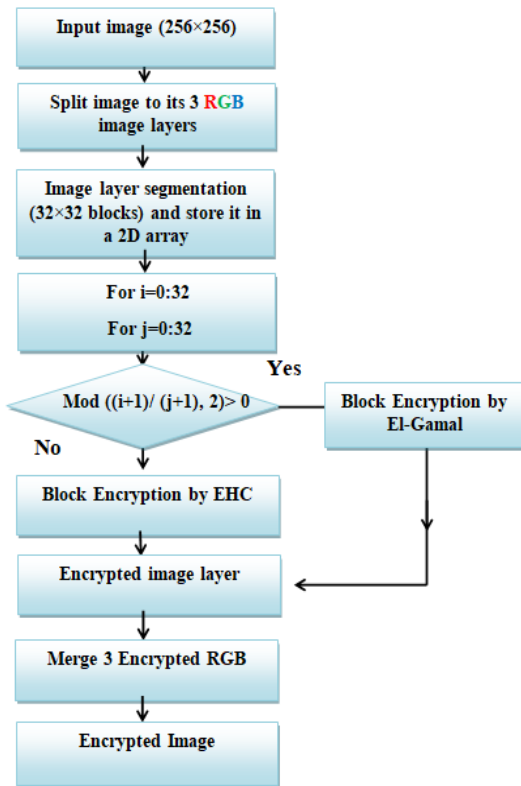 Input image (256×256)
Split image to its 3 RGB
image layers
Image layer segmentation
(32×32 blocks) and store it in
a 2D array
For i=0:32
For j=0:32
Yes
Mod ((i+1)/ (j+1), 2)> 0
Block Encryption by
El-Gamal
No
Block Encryption by EHC
Encrypted image layer
Merge 3 Encrypted RGB
Encrypted Image